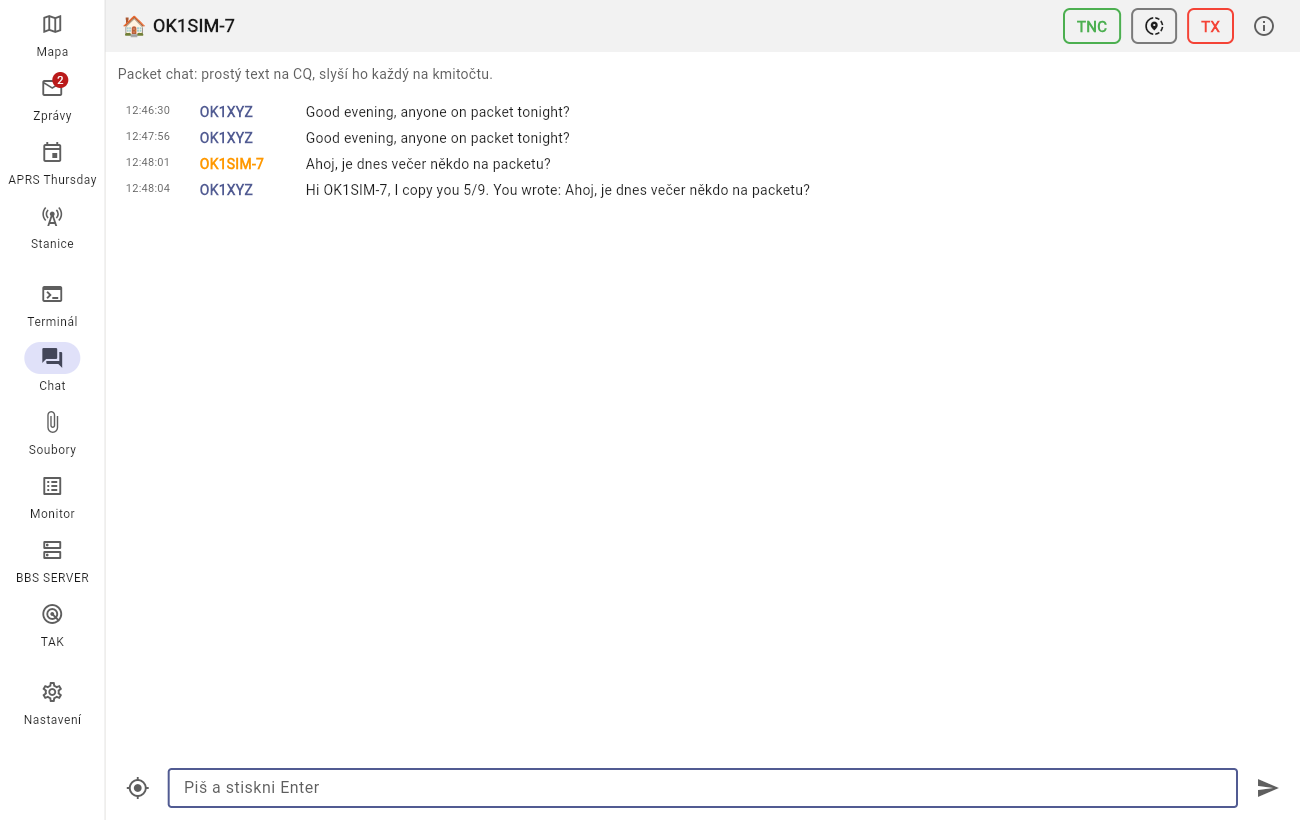 OK1SIM-7
TNC
TX
Mapa
2
Zprávy
APRS Thursday
Stanice
Terminál
Chat
Soubory
Monitor
BBS SERVER
TAK
Nastavení
Packet chat: prostý text na CQ, slyší ho každý na kmitočtu.
12:46:30 OK1XYZ Good evening, anyone on packet tonight?
12:47:56 OK1XYZ Good evening, anyone on packet tonight?
12:48:01 OK1SIM-7 Ahoj, je dnes večer někdo na packetu?
12:48:04 OK1XYZ Hi OK1SIM-7, I copy you 5/9. You wrote: Ahoj, je dnes večer někdo na packetu?
Piš a stiskni Enter